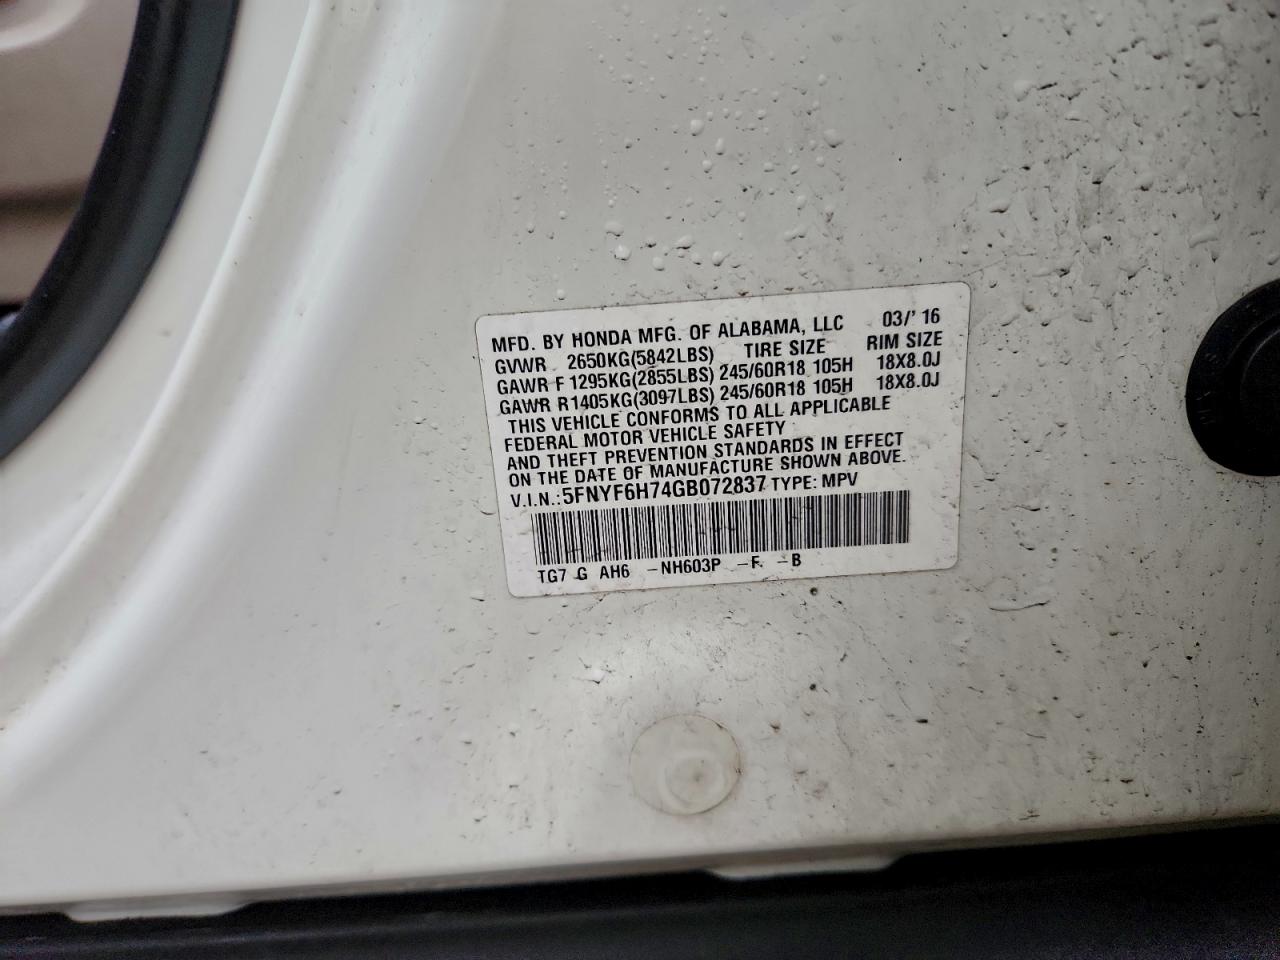 MFD. BY HONDA MFG. OF ALABAMA, LLC 03/'16
GVWR 2650KG(5842LBS) TIRE SIZE RIM SIZE
GAWR F 1295KG(2855LBS) 245/60R18 105H 18X8.0J
GAWR R1405KG(3097LBS) 245/60R18 105H 18X8.0J
THIS VEHICLE CONFORMS TO ALL APPLICABLE
FEDERAL MOTOR VEHICLE SAFETY
AND THEFT PREVENTION STANDARDS IN EFFECT
ON THE DATE OF MANUFACTURE SHOWN ABOVE.
V.I.N.:5FNYF6H74GB072837 TYPE: MPV
TG7 G AH6 -NH603P -F -B